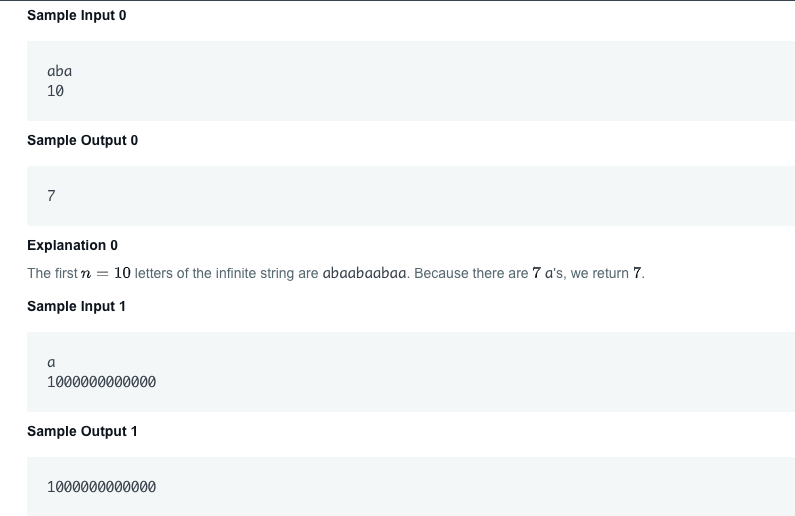 Sample Input 0
aba
10
Sample Output 0
7
Explanation 0
The first n = 10 letters of the infinite string are abaabaabaa. Because there are 7 a's, we return 7.
Sample Input 1
a
1000000000000
Sample Output 1
1000000000000